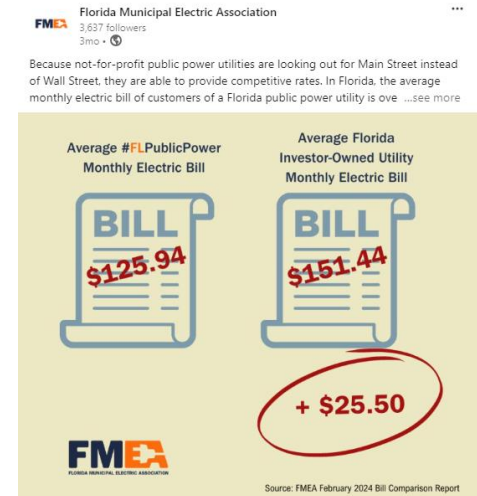 Florida Municipal Electric Association
FMEA
3,637 followers
3mo •
Because not-for-profit public power utilities are looking out for Main Street instead
of Wall Street, they are able to provide competitive rates. In Florida, the average
monthly electric bill of customers of a Florida public power utility is ove ...see more
Average #FLPublicPower
Monthly Electric Bill
BILL
$125.94
Average Florida
Investor-Owned Utility
Monthly Electric Bill
BILL
$151.44
+ $25.50
FMEA
FLORIDA MUNICIPAL ELECTRIC ASSOCIATION
Source: FMEA February 2024 Bill Comparison Report